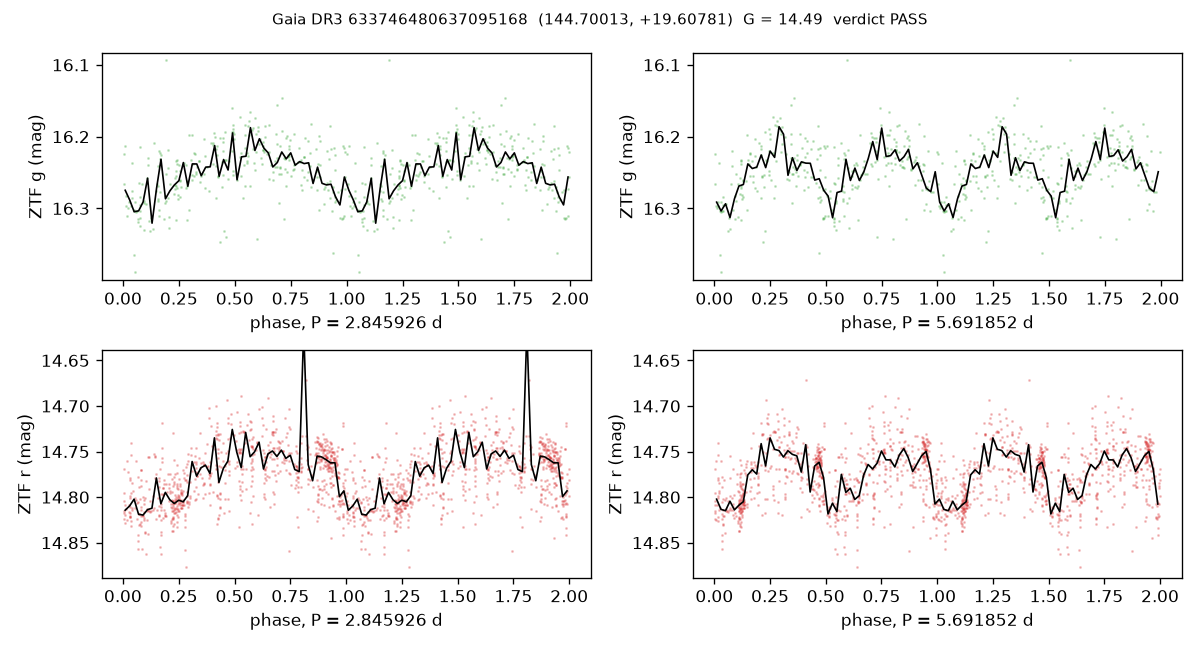 Gaia DR3 633746480637095168 (144.70013, +19.60781) G = 14.49 verdict PASS
ZTF g (mag)
16.1
16.2
16.3
0.00 0.25 0.50 0.75 1.00 1.25 1.50 1.75 2.00
phase, P = 2.845926 d
ZTF g (mag)
16.1
16.2
16.3
0.00 0.25 0.50 0.75 1.00 1.25 1.50 1.75 2.00
phase, P = 5.691852 d
ZTF r (mag)
14.65
14.70
14.75
14.80
14.85
0.00 0.25 0.50 0.75 1.00 1.25 1.50 1.75 2.00
phase, P = 2.845926 d
ZTF r (mag)
14.65
14.70
14.75
14.80
14.85
0.00 0.25 0.50 0.75 1.00 1.25 1.50 1.75 2.00
phase, P = 5.691852 d